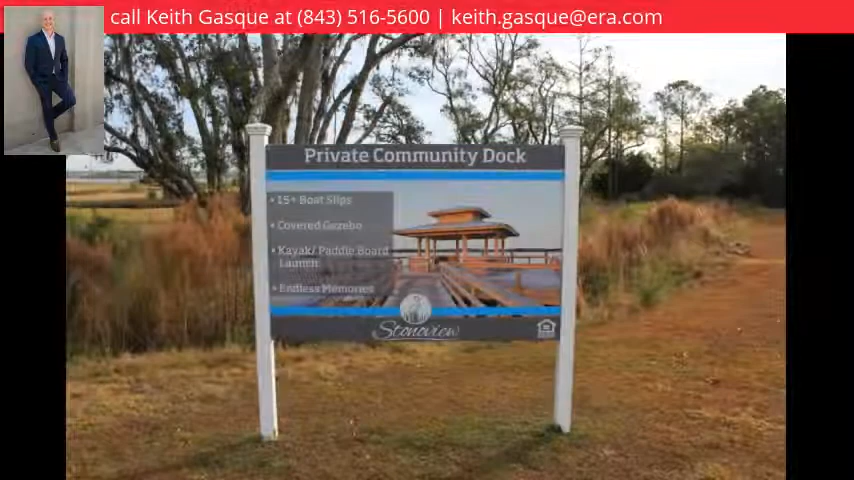 call Keith Gasque at (843) 516-5600 | keith.gasque@era.com
Private Community Dock
• 15+ Boat Slips
• Covered Gazebo
• Kayak/ Paddle Board
Launch
• Endless Memories
Stonoview